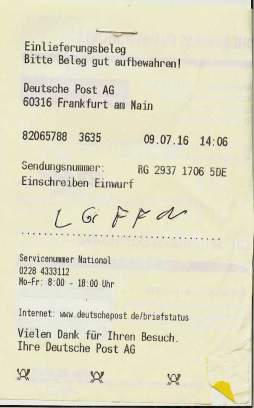 Einlieferungsbeleg
Bitte Beleg gut aufbewahren!
Deutsche Post AG
60316 Frankfurt am Main
82065788 3635 09.07.16 14:06
Sendungsnummer: RG 2937 1706 5DE
Einschreiben Einwurf
Servicenummer National
0228 4333112
Mo-Fr: 8:00 - 18:00 Uhr
Internet: www.deutschepost.de/briefstatus
Vielen Dank für Ihren Besuch.
Ihre Deutsche Post AG